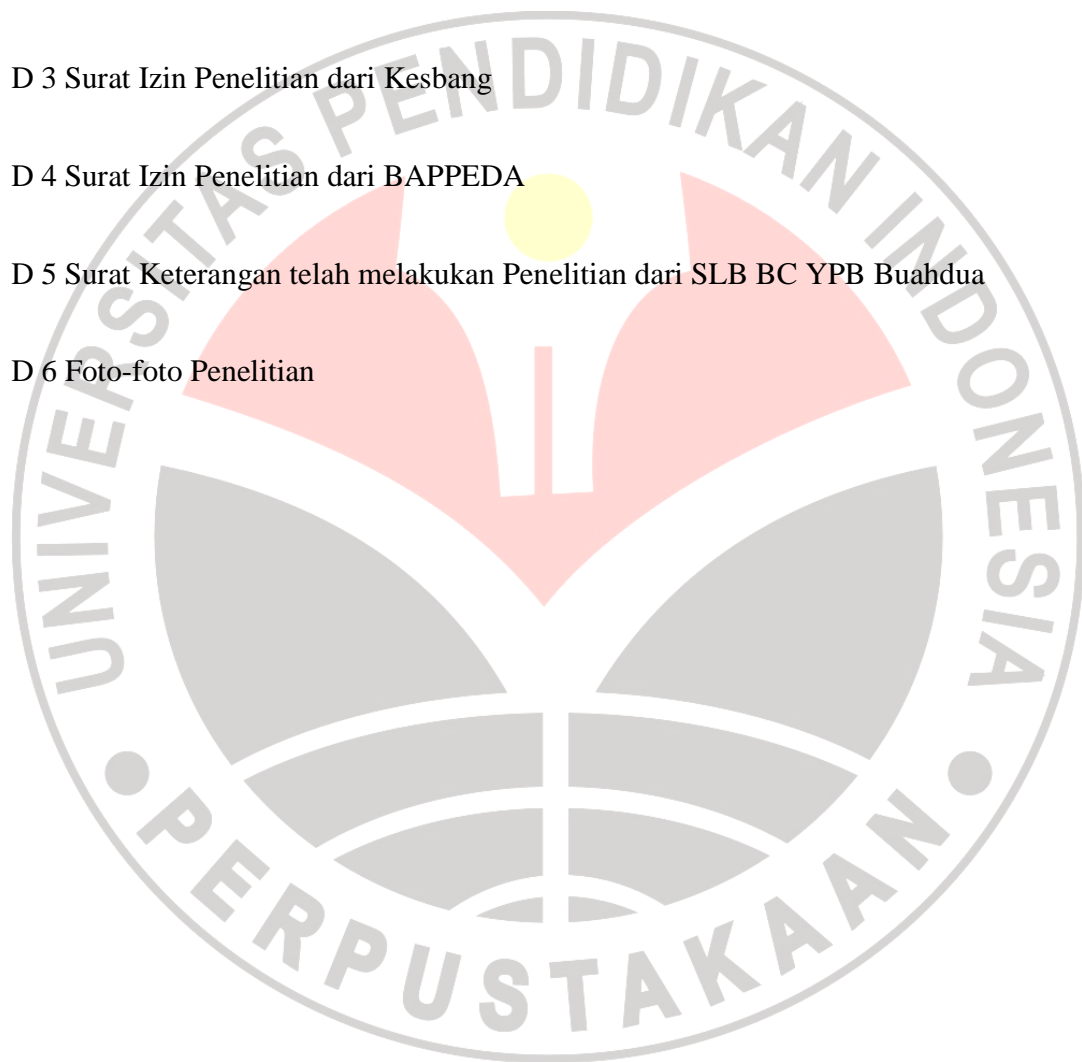 D 3 Surat Izin Penelitian dari Kesbang
D 4 Surat Izin Penelitian dari BAPPEDA
D 5 Surat Keterangan telah melakukan Penelitian dari SLB BC YPB Buahdua
D 6 Foto-foto Penelitian
UNIVERSITAS PENDIDIKAN INDONESIA
PERPUSTAKAAN